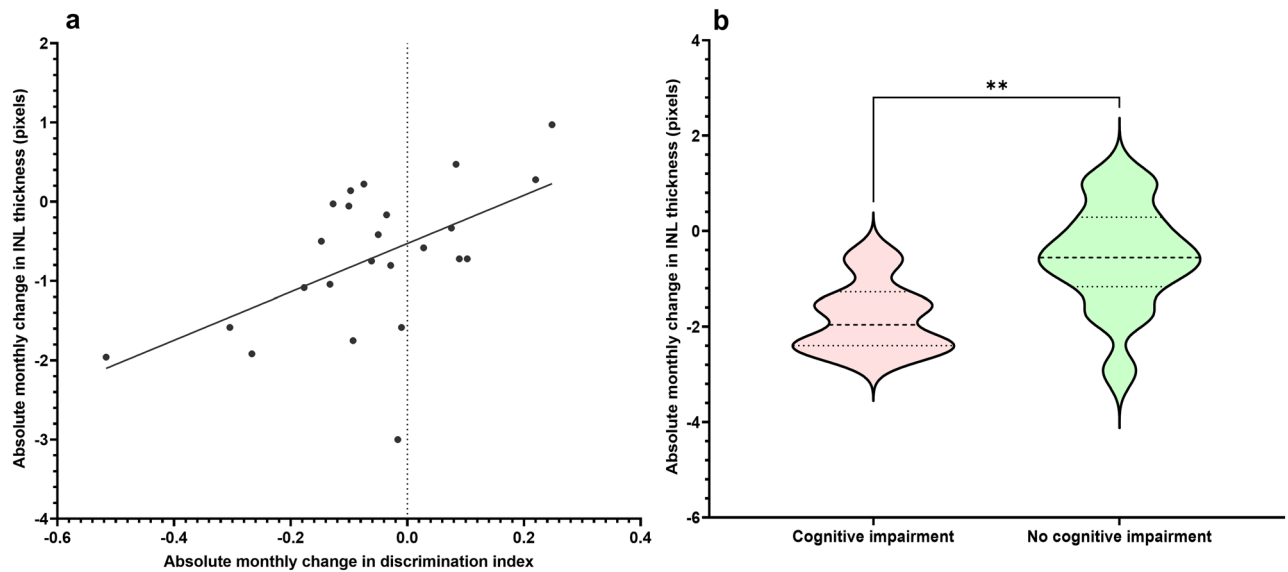 a
Absolute monthly change in INL thickness (pixels)
2
1
0
-1
-2
-3
-4
-0.6
-0.4
-0.2
0.0
0.2
0.4
Absolute monthly change in discrimination index
b
Absolute monthly change in INL thickness (pixels)
4
2
0
-2
-4
-6
**
Cognitive impairment
No cognitive impairment